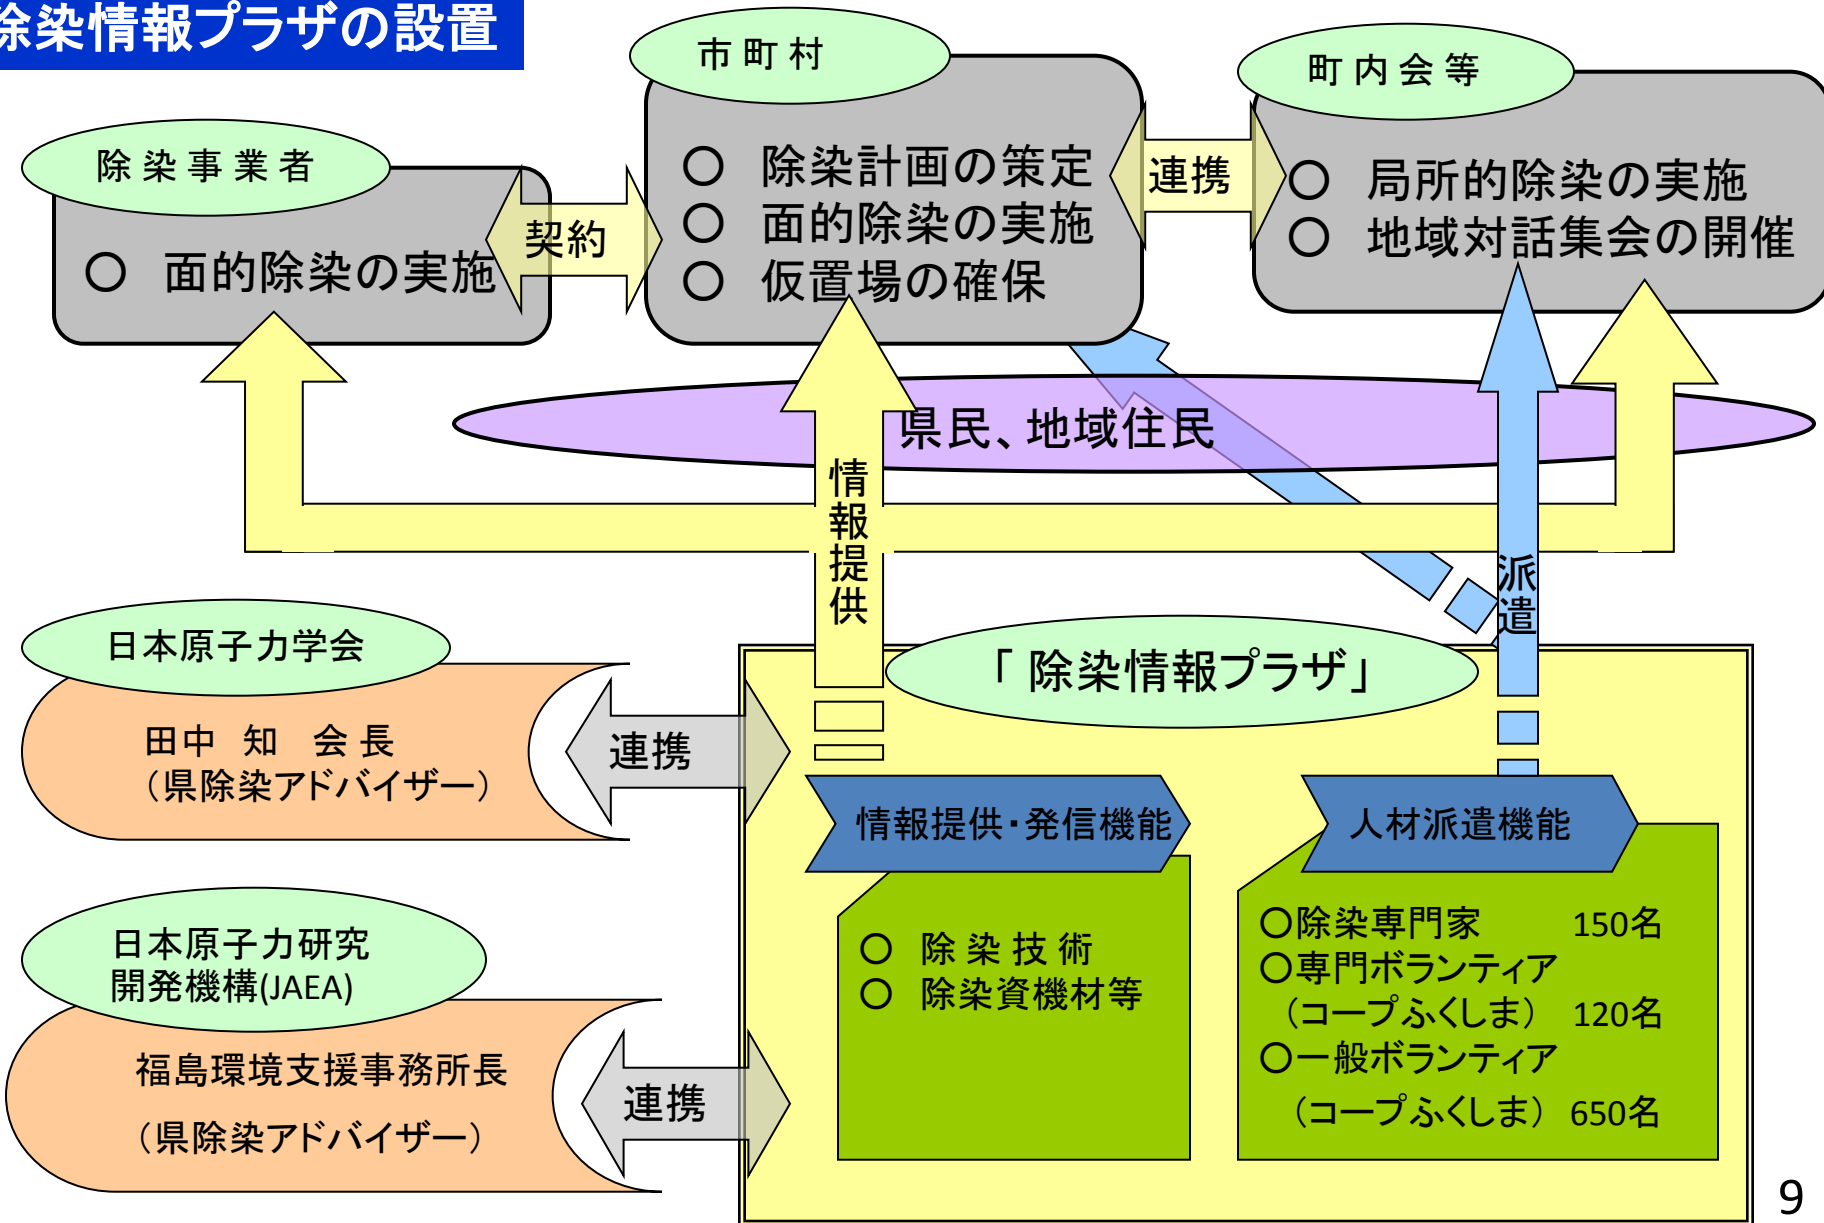 除染情報プラザの設置
市町村
町内会等
除染事業者
○ 除染計画の策定
○ 面的除染の実施
○ 仮置場の確保
連携
○ 局所的除染の実施
○ 地域対話集会の開催
契約
○ 面的除染の実施
県民、地域住民
情報提供
派遣
日本原子力学会
田中 知 会長
（県除染アドバイザー）
連携
「除染情報プラザ」
情報提供・発信機能
人材派遣機能
○ 除染技術
○ 除染資機材等
○除染専門家 150名
○専門ボランティア
（コープふくしま） 120名
○一般ボランティア
（コープふくしま） 650名
日本原子力研究
開発機構(JAEA)
福島環境支援事務所長
（県除染アドバイザー）
連携
9